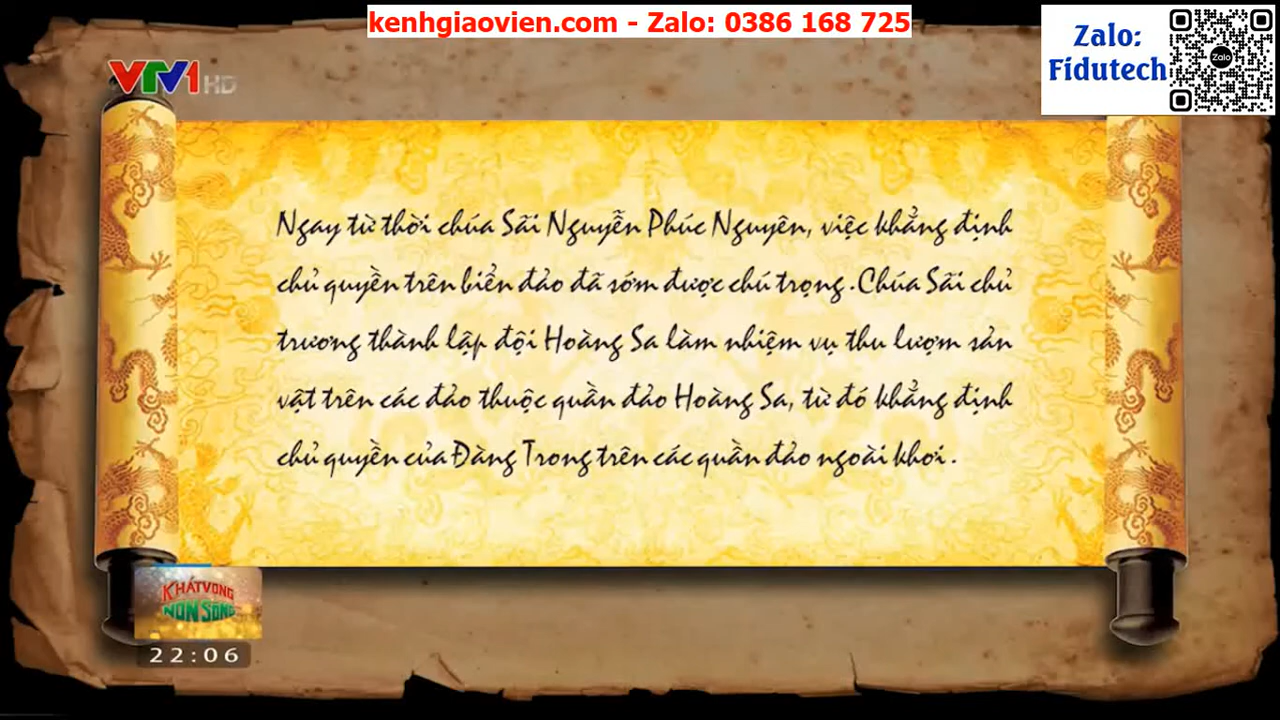 kenhgiaovien.com - Zalo: 0386 168 725
Zalo:
Fidutech
Zalo
VTV1 HD
Ngay từ thời chúa Sãi Nguyễn Phúc Nguyên, việc khẳng định
chủ quyền trên biển đảo đã sớm được chú trọng .Chúa Sãi chủ
trương thành lập đội Hoàng Sa làm nhiệm vụ thu lượm sản
vật trên các đảo thuộc quần đảo Hoàng Sa, từ đó khẳng định
chủ quyền của Đàng Trong trên các quần đảo ngoài khơi .
KHÁT VỌNG
NON SÔNG
22:06